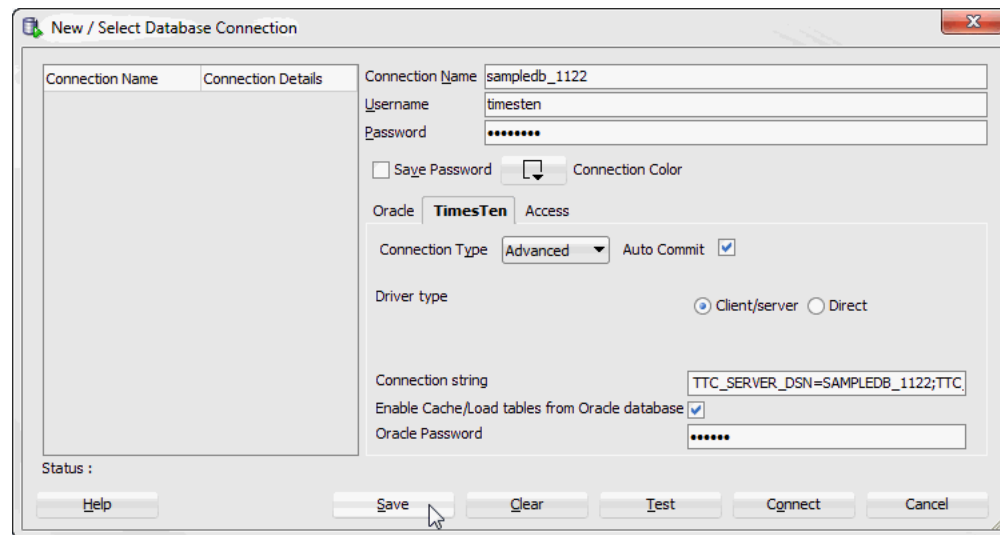 New / Select Database Connection
Connection Name Connection Details
Connection Name sampledb_1122
Username timesten
Password ••••••••
Save Password Connection Color
Oracle TimesTen Access
Connection Type Advanced Auto Commit
Driver type Client/server Direct
Connection string TTC_SERVER_DSN=SAMPLEDB_1122;TTC_
Enable Cache/Load tables from Oracle database
Oracle Password ••••••
Status :
Help Save Clear Test Connect Cancel